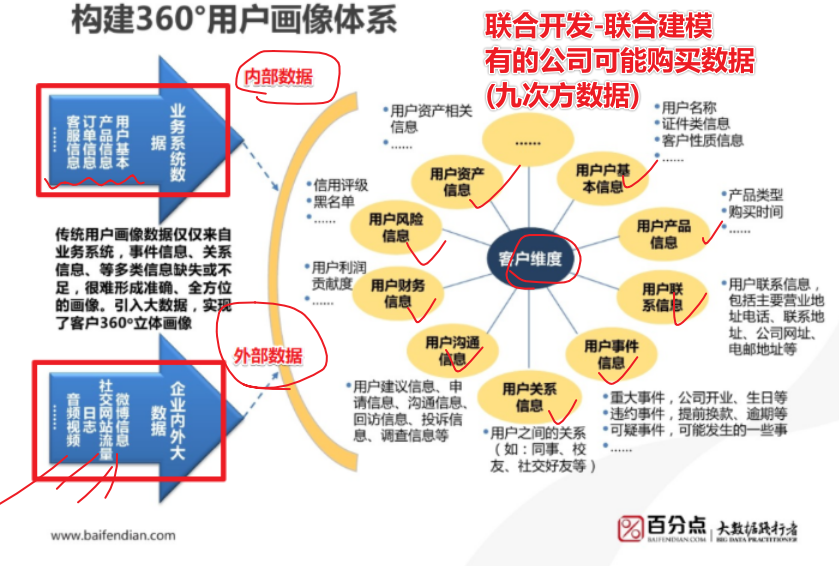 构建360°用户画像体系
联合开发-联合建模
有的公司可能购买数据
(九次方数据)
内部数据
业务系统数
据
用户基本
产品信息
订单信息
客服信息
……
传统用户画像数据仅仅来自
业务系统，事件信息、关系
信息、等多类信息缺失或不
足，很难形成准确、全方位
的画像。引入大数据，实现
了客户360º立体画像
外部数据
企业内外大
数据
微博信息
社交网站流量
日志
音频视频
……
客户维度
……
用户户基
本信息
•用户名称
•证件类信息
•客户性质信息
•……
用户产品
信息
•产品类型
•购买时间
•……
用户联
系信息
•用户联系信息，
包括主要营业地
址电话、联系地
址、公司网址、
电邮地址等
用户事件
信息
•重大事件，公司开业、生日等
•违约事件，提前换款、逾期等
•可疑事件，可能发生的一些事
•……
用户关系
信息
•用户之间的关系
（如：同事、校
友、社交好友等）
用户沟通
信息
•用户建议信息、申
请信息、沟通信息、
回访信息、投诉信
息、调查信息等
用户财务
信息
•用户利润
贡献度
•……
用户风险
信息
•信用评级
•黑名单
•……
用户资产
信息
•用户资产相关
信息
•……
www.baifendian.com
百分点
BAIFENDIAN.COM
大数据践行者
BIG DATA PRACTITIONER